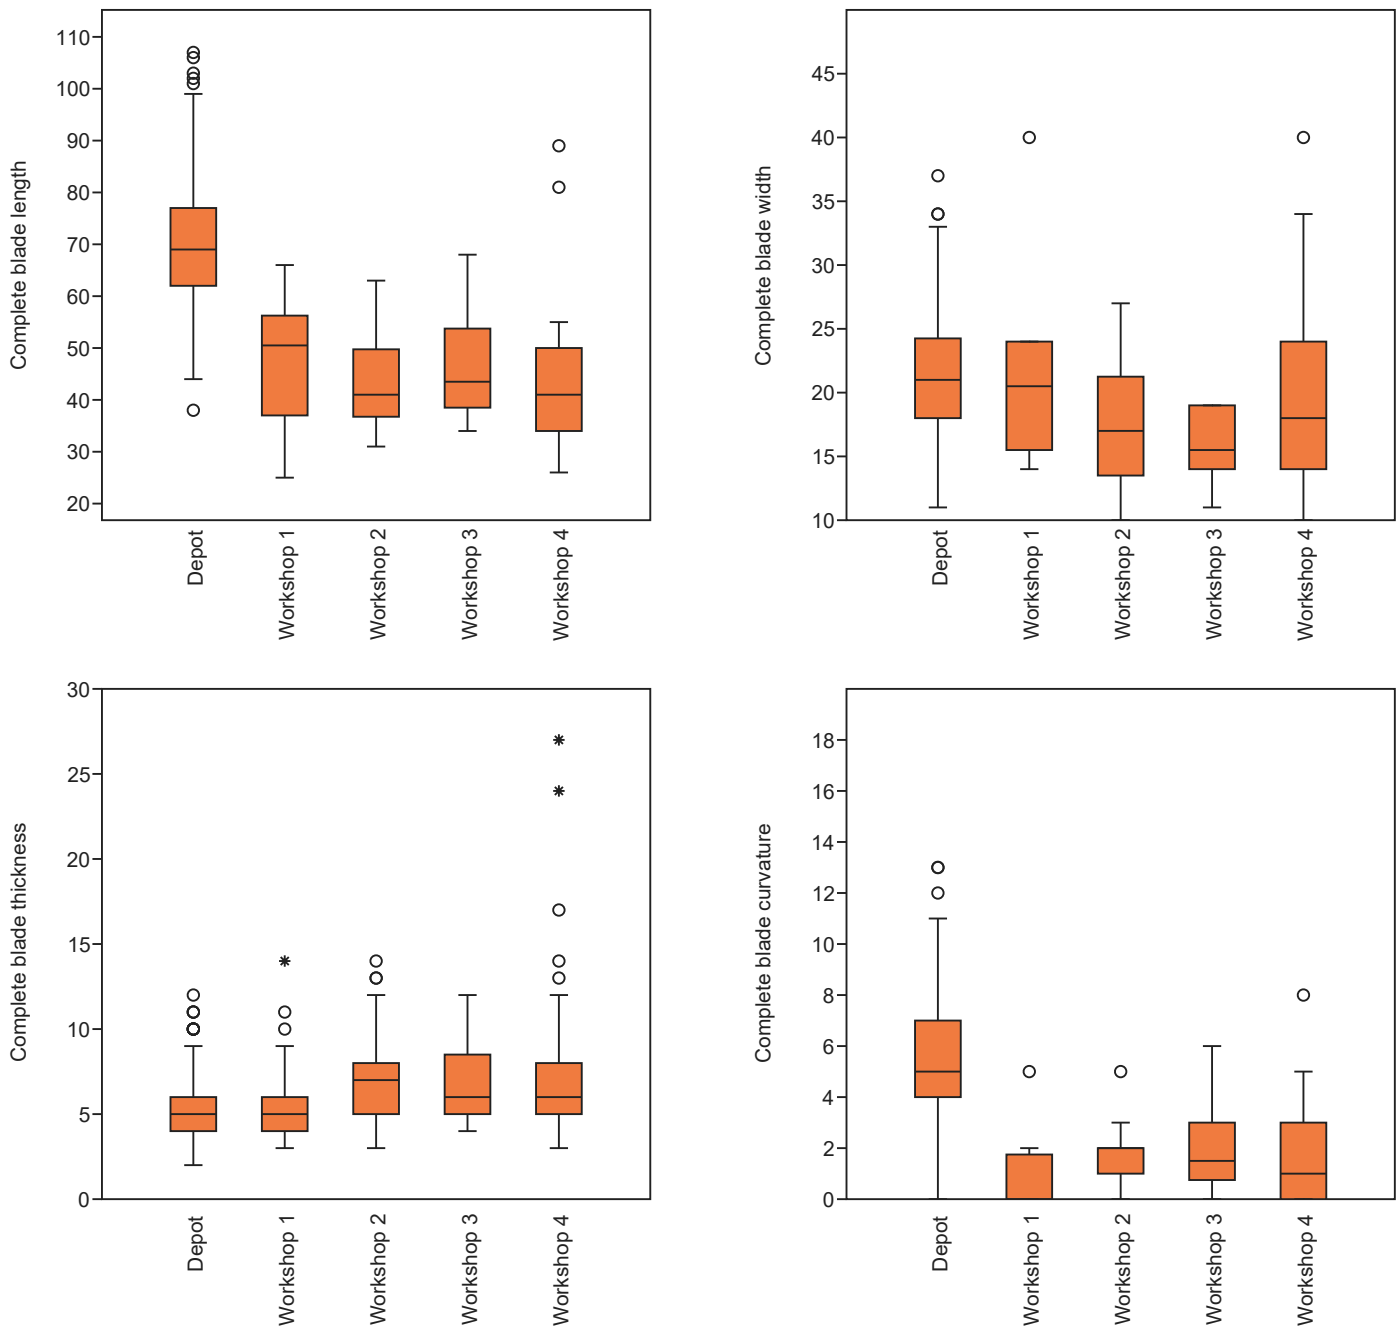 Complete blade length
110
100
90
80
70
60
50
40
30
20
Depot
Workshop 1
Workshop 2
Workshop 3
Workshop 4
Complete blade width
45
40
35
30
25
20
15
10
Depot
Workshop 1
Workshop 2
Workshop 3
Workshop 4
Complete blade thickness
30
25
20
15
10
5
0
Depot
Workshop 1
Workshop 2
Workshop 3
Workshop 4
Complete blade curvature
18
16
14
12
10
8
6
4
2
0
Depot
Workshop 1
Workshop 2
Workshop 3
Workshop 4